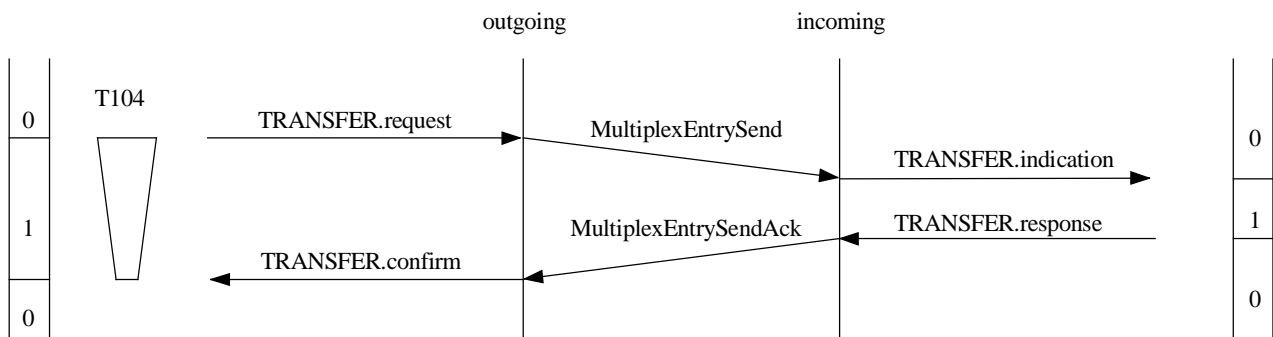 outgoing
incoming
T104
0
TRANSFER.request
MultiplexEntrySend
0
TRANSFER.indication
1
MultiplexEntrySendAck
TRANSFER.response
1
TRANSFER.confirm
0
0